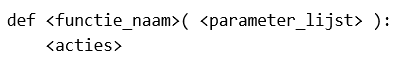 def <functie_naam>( <parameter_lijst> ):
    <acties>